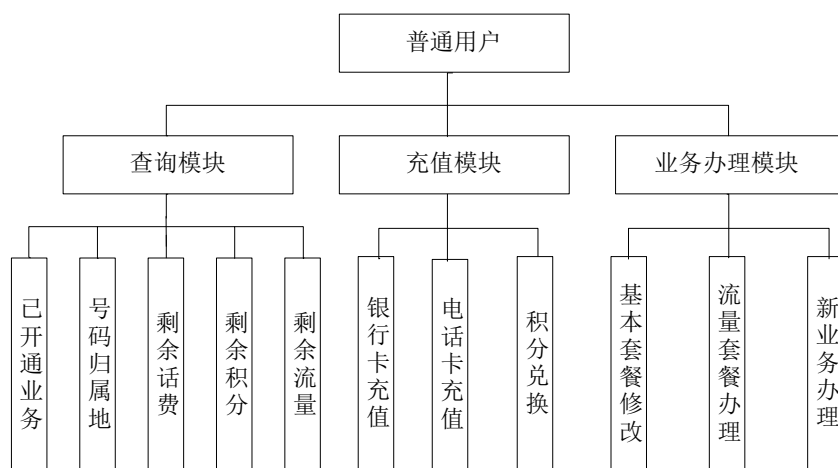 普通用户
查询模块
充值模块
业务办理模块
已开通业务
号码归属地
剩余话费
剩余积分
剩余流量
银行卡充值
电话卡充值
积分兑换
基本套餐修改
流量套餐办理
新业务办理